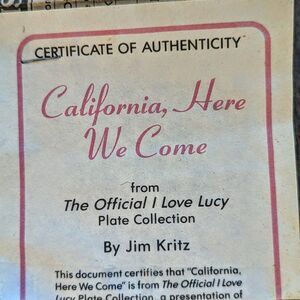 CERTIFICATE OF AUTHENTICITY
California, Here
We Come
from
The Official I Love Lucy
Plate Collection
By Jim Kritz
This document certifies that "California,
Here We Come" is from The Official I Love
Lucy Plate Collection, a presentation of